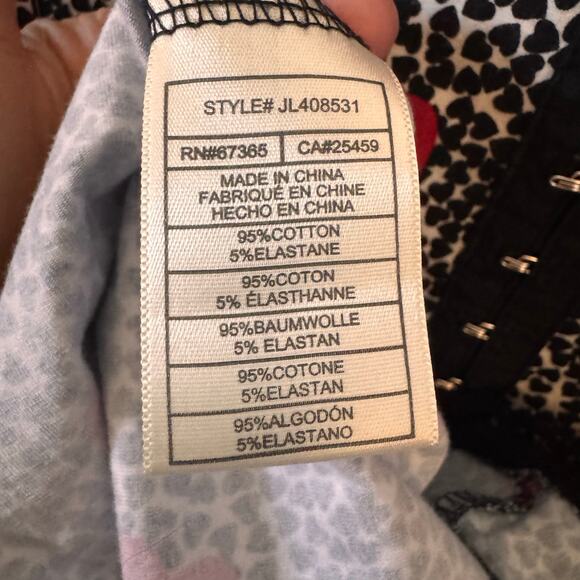 STYLE# JL408531
RN#67365 CA#25459
MADE IN CHINA
FABRIQUÉ EN CHINE
HECHO EN CHINA
95%COTTON
5%ELASTANE
95%COTON
5% ÉLASTHANNE
95%BAUMWOLLE
5% ELASTAN
95%COTONE
5%ELASTAN
95%ALGODÓN
5%ELASTANO